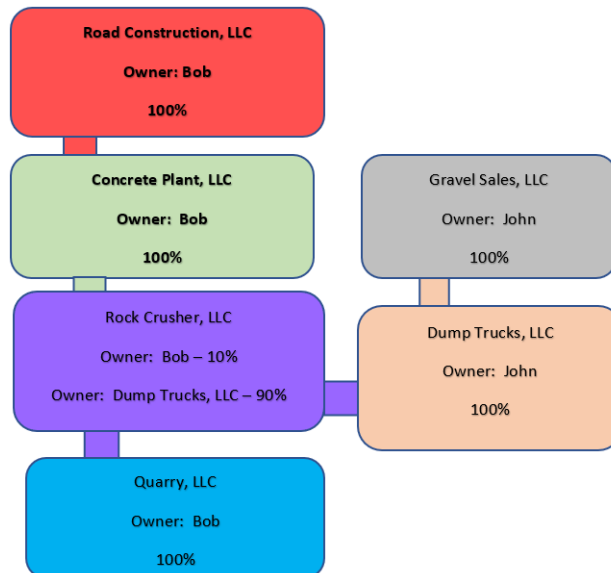 Road Construction, LLC
Owner: Bob
100%
Concrete Plant, LLC
Owner:  Bob
100%
Gravel Sales, LLC
Owner:  John
100%
Rock Crusher, LLC
Owner:  Bob – 10%
Owner:  Dump Trucks, LLC – 90%
Dump Trucks, LLC
Owner:  John
100%
Quarry, LLC
Owner:  Bob
100%